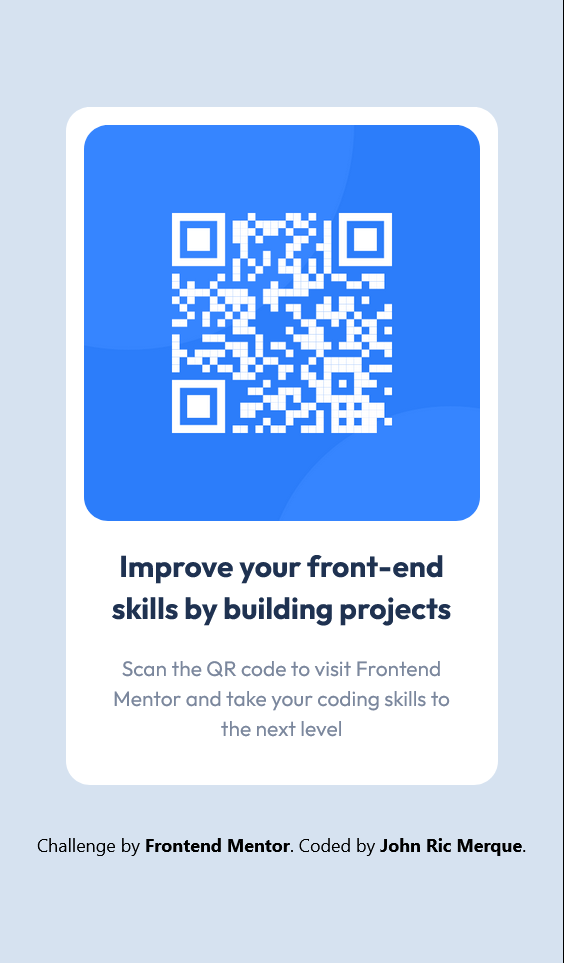 Improve your front-end
skills by building projects
Scan the QR code to visit Frontend
Mentor and take your coding skills to
the next level
Challenge by Frontend Mentor. Coded by John Ric Merque.